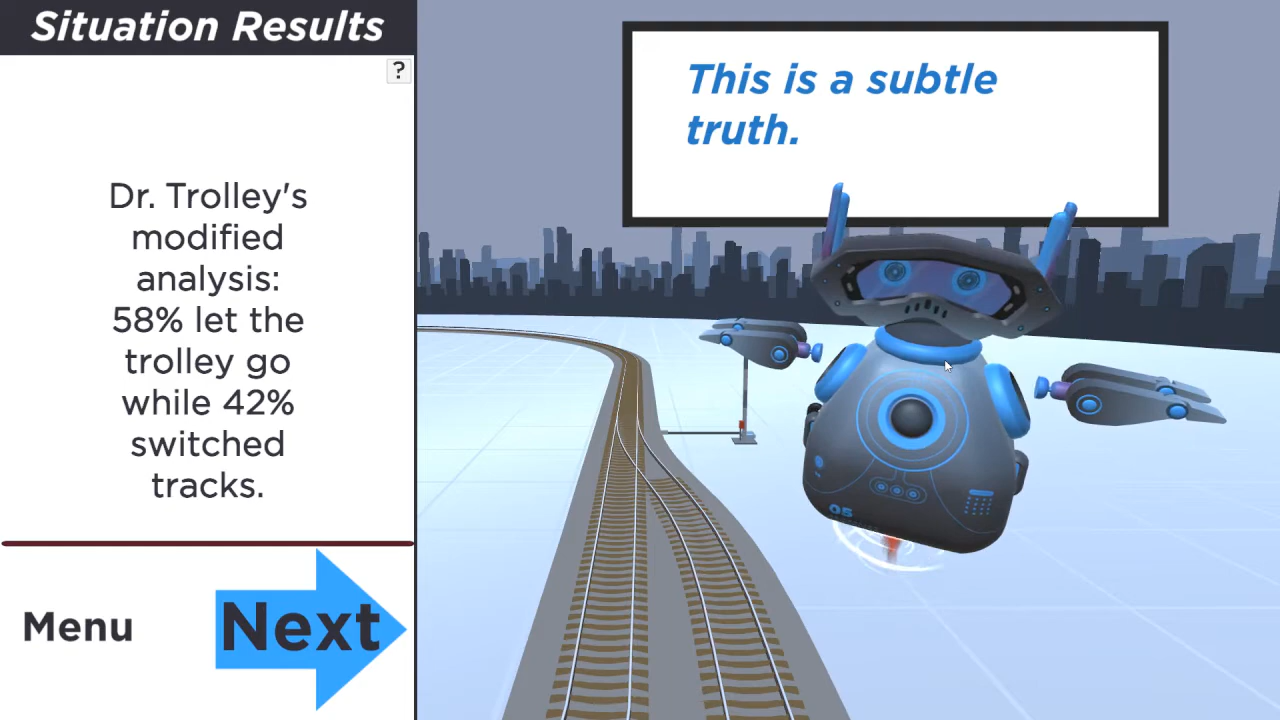 Situation Results
?
Dr. Trolley's
modified
analysis:
58% let the
trolley go
while 42%
switched
tracks.
Menu
Next
This is a subtle
truth.
05